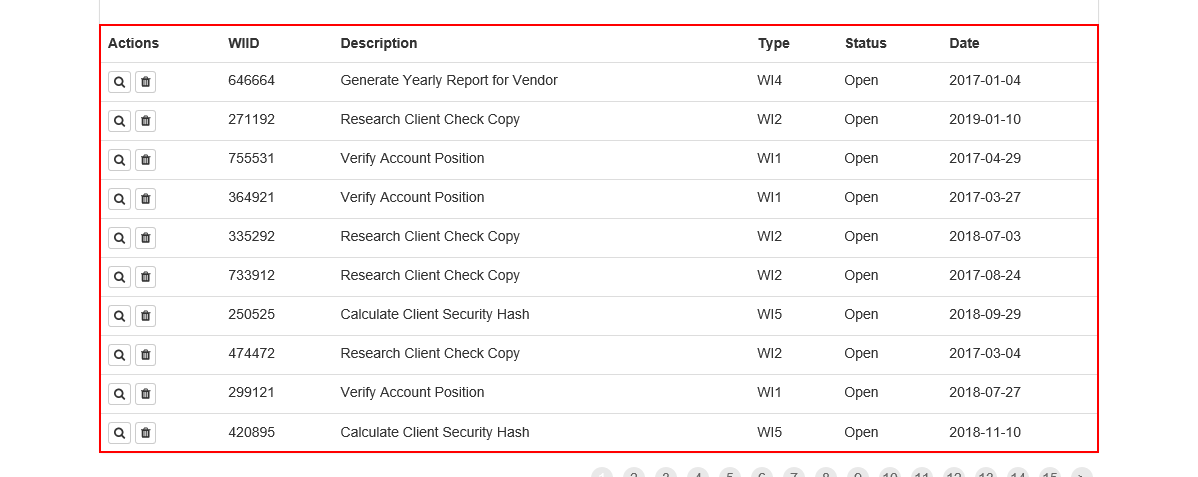 Actions WIID Description Type Status Date
646664 Generate Yearly Report for Vendor WI4 Open 2017-01-04
271192 Research Client Check Copy WI2 Open 2019-01-10
755531 Verify Account Position WI1 Open 2017-04-29
364921 Verify Account Position WI1 Open 2017-03-27
335292 Research Client Check Copy WI2 Open 2018-07-03
733912 Research Client Check Copy WI2 Open 2017-08-24
250525 Calculate Client Security Hash WI5 Open 2018-09-29
474472 Research Client Check Copy WI2 Open 2017-03-04
299121 Verify Account Position WI1 Open 2018-07-27
420895 Calculate Client Security Hash WI5 Open 2018-11-10
2 3 4 5 6 7 8 9 10 11 12 13 14 15 >